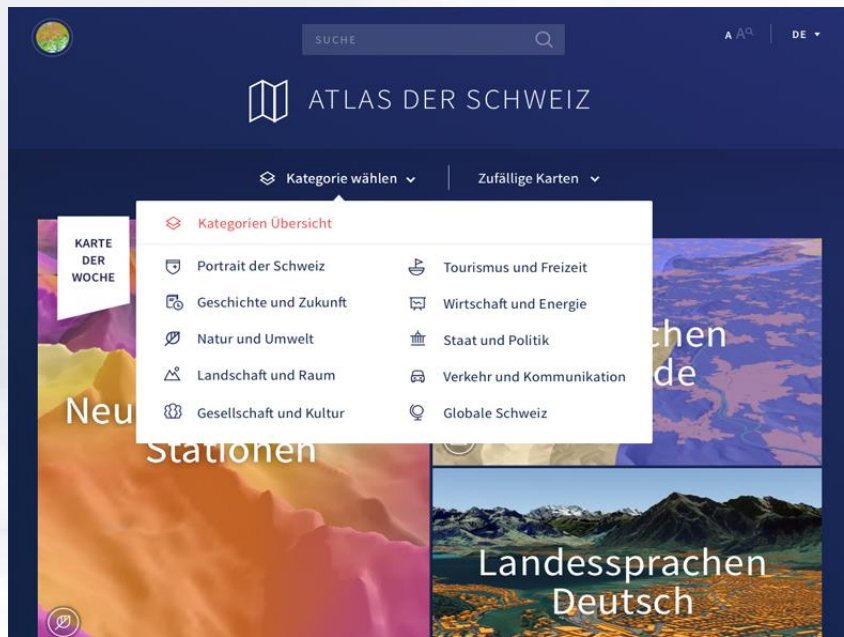 SUCHE
A AQ
DE
ATLAS DER SCHWEIZ
Kategorie wählen
Zufällige Karten
KARTE
DER
WOCHE
Kategorien Übersicht
Portrait der Schweiz
Geschichte und Zukunft
Natur und Umwelt
Landschaft und Raum
Gesellschaft und Kultur
Tourismus und Freizeit
Wirtschaft und Energie
Staat und Politik
Verkehr und Kommunikation
Globale Schweiz
Stationen
Landessprachen
Deutsch